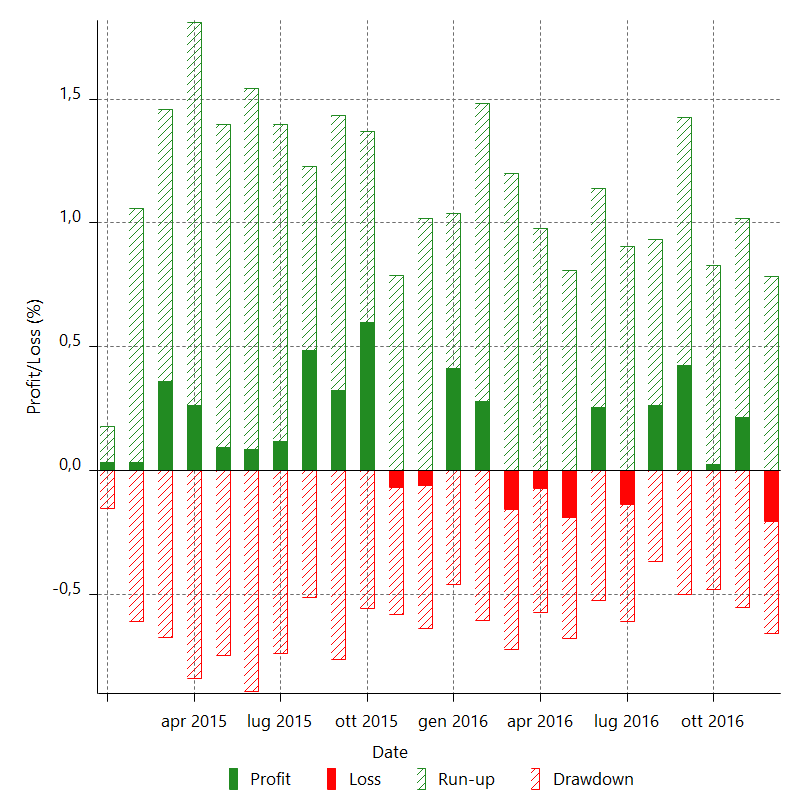 1,5
1,0
0,5
0,0
-0,5
Profit/Loss (%)
apr 2015 lug 2015 ott 2015 gen 2016 apr 2016 lug 2016 ott 2016
Date
Profit Loss Run-up Drawdown